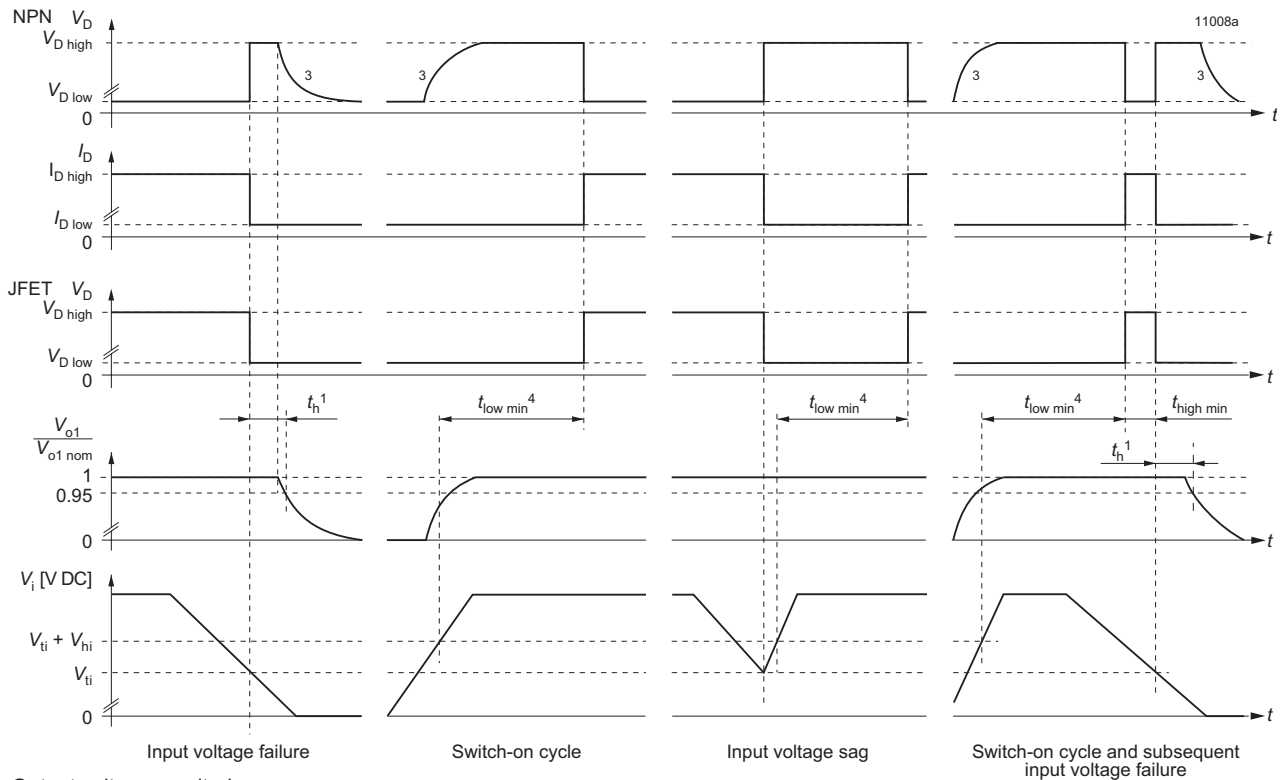 NPN V_D
11008a
V_D high
3
3
3
3
V_D low
0
t
I_D
I_D high
I_D low
0
t
JFET V_D
V_D high
V_D low
0
t
t_h^1
t_low min^4
t_low min^4
t_low min^4
t_high min
V_o1
V_o1 nom
t_h^1
1
0.95
0
t
V_i [V DC]
V_ti + V_hi
V_ti
0
t
Input voltage failure
Switch-on cycle
Input voltage sag
Switch-on cycle and subsequent
input voltage failure